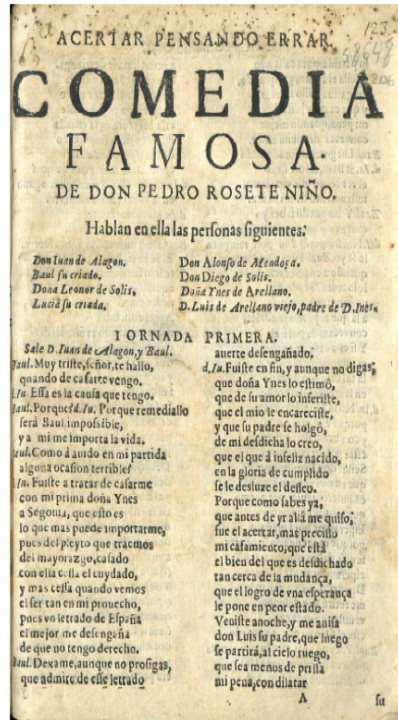 123.
58648
206
ACERTAR PENSANDO ERRAR.
COMEDIA
FAMOSA.
DE DON PEDRO ROSETE NIÑO.
Hablan en ella las personas siguientes.
Don Iuan de Alagon.
Baul su criado.
Dona Leonor de Solis.
Lucia su criada.
Don Alonso de Mendoça.
Don Diego de Solis.
Doña Ynes de Arellano.
D. Luis de Arellano viejo, padre de D. Ines.
IORNADA PRIMERA.
Sale D. Iuan de Alagon, y Baul.
Baul. Muy triste, señor, te hallo,
quando de casarte vengo.
d. Iu. Essa es la causa que tengo.
Baul. Porque? d. Iu. Porque remediallo
serà Baul impossible,
y a mi me importa la vida.
Baul. Como à auido en mi partida
alguna ocasion terrible?
d. Iu. Fuiste a tratar de casarme
con mi prima doña Ynes
a Segouia, que esto es
lo que mas puede importarme,
pues del pleyto que traemos
del mayorazgo, casado
con ella cessa el cuydado,
y mas cessa quando vemos
el ser tan en mi prouecho,
pues vn letrado de España
el mejor me desengaña
de que no tengo derecho.
Baul. Dexame, aunque no prosigas,
que admire de esse letrado
auerte desengañado.
d. Iu. Fuiste en fin, y aunque no digas,
que doña Ynes lo estimò,
que de su amor lo inferiste,
que el mio le encareciste,
y que su padre se holgò,
de mi desdicha lo creo,
que el que à infeliz nacido,
en la gloria de cumplido
se le desluze el desseo.
Porque como sabes ya,
que antes de yr allà me quiso,
fue el acertar, mas preciso
mi casamiento, que està
el bien del que es desdichado
tan cerca de la mudança,
que el logro de vna esperança
le pone en peor estado.
Veniste anoche, y me auisa
don Luis su padre, que luego
se partirà, al cielo ruego,
que sea menos de prissa
mi pena, con dilatar
A
su